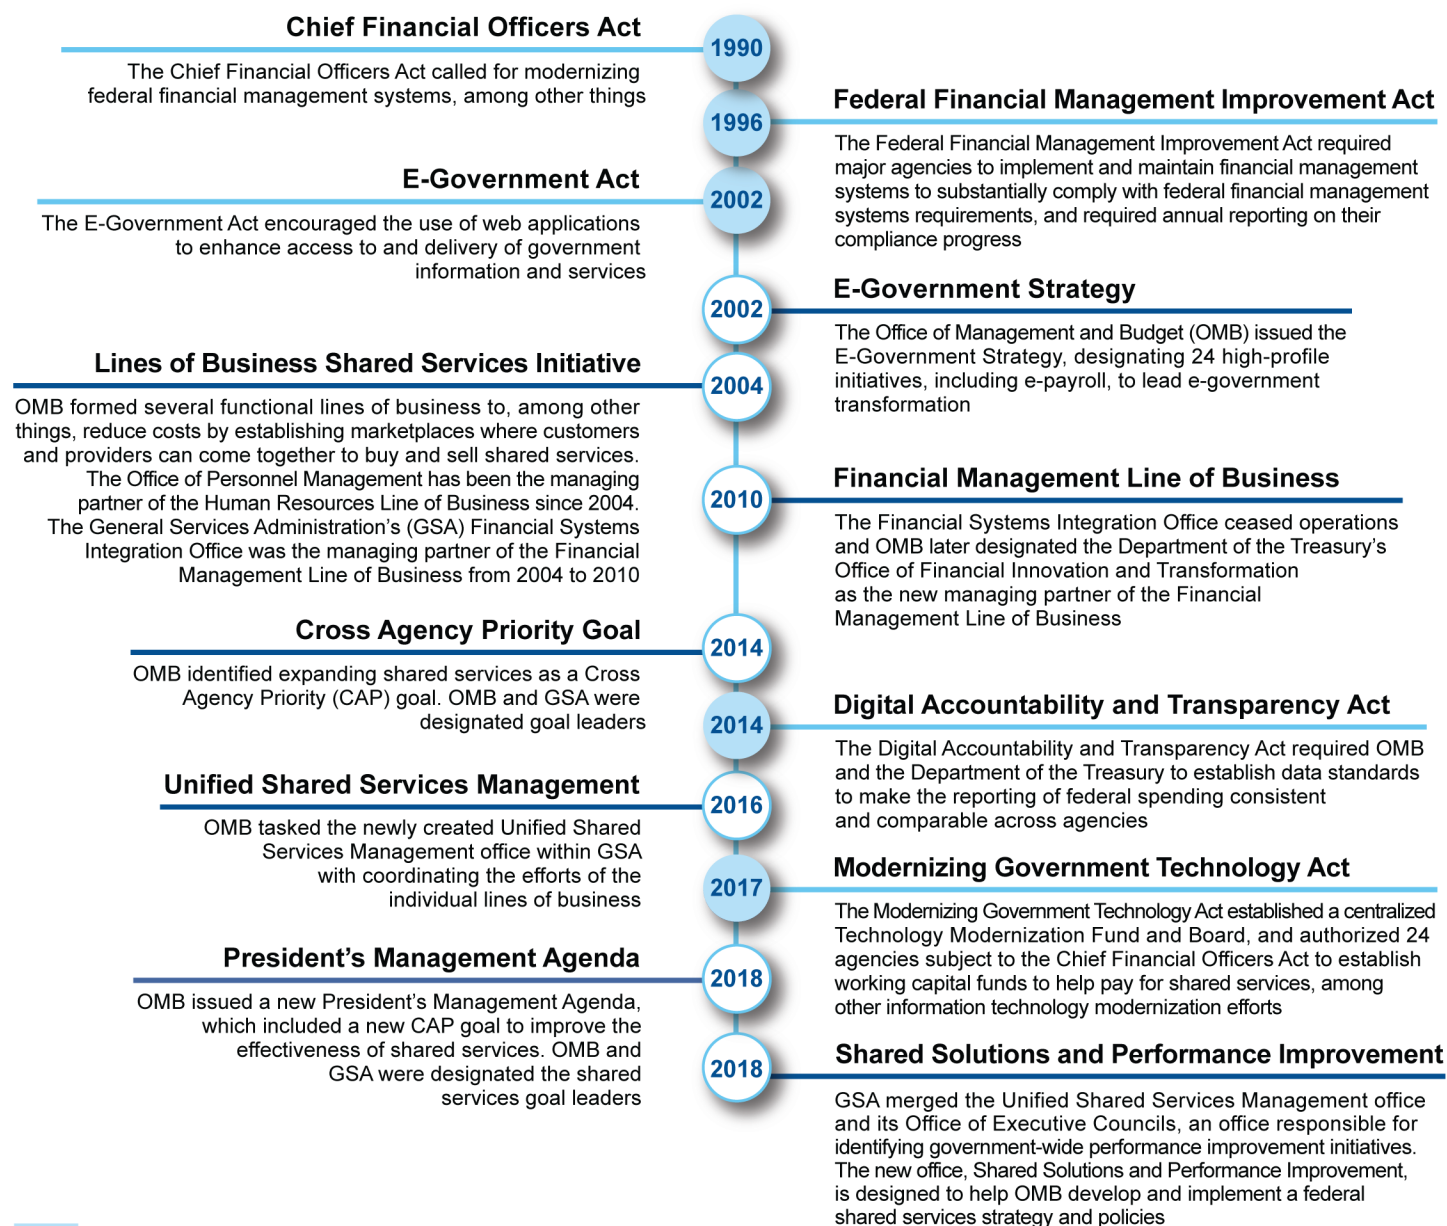 Chief Financial Officers Act
1990
The Chief Financial Officers Act called for modernizing
federal financial management systems, among other things
Federal Financial Management Improvement Act
1996
The Federal Financial Management Improvement Act required
major agencies to implement and maintain financial management
systems to substantially comply with federal financial management
systems requirements, and required annual reporting on their
compliance progress
E-Government Act
2002
The E-Government Act encouraged the use of web applications
to enhance access to and delivery of government
information and services
E-Government Strategy
2002
The Office of Management and Budget (OMB) issued the
E-Government Strategy, designating 24 high-profile
initiatives, including e-payroll, to lead e-government
transformation
Lines of Business Shared Services Initiative
2004
OMB formed several functional lines of business to, among other
things, reduce costs by establishing marketplaces where customers
and providers can come together to buy and sell shared services.
The Office of Personnel Management has been the managing
partner of the Human Resources Line of Business since 2004.
The General Services Administration's (GSA) Financial Systems
Integration Office was the managing partner of the Financial
Management Line of Business from 2004 to 2010
Financial Management Line of Business
2010
The Financial Systems Integration Office ceased operations
and OMB later designated the Department of the Treasury's
Office of Financial Innovation and Transformation
as the new managing partner of the Financial
Management Line of Business
Cross Agency Priority Goal
2014
OMB identified expanding shared services as a Cross
Agency Priority (CAP) goal. OMB and GSA were
designated goal leaders
Digital Accountability and Transparency Act
2014
The Digital Accountability and Transparency Act required OMB
and the Department of the Treasury to establish data standards
to make the reporting of federal spending consistent
and comparable across agencies
Unified Shared Services Management
2016
OMB tasked the newly created Unified Shared
Services Management office within GSA
with coordinating the efforts of the
individual lines of business
Modernizing Government Technology Act
2017
The Modernizing Government Technology Act established a centralized
Technology Modernization Fund and Board, and authorized 24
agencies subject to the Chief Financial Officers Act to establish
working capital funds to help pay for shared services, among
other information technology modernization efforts
President's Management Agenda
2018
OMB issued a new President's Management Agenda,
which included a new CAP goal to improve the
effectiveness of shared services. OMB and
GSA were designated the shared
services goal leaders
Shared Solutions and Performance Improvement
2018
GSA merged the Unified Shared Services Management office
and its Office of Executive Councils, an office responsible for
identifying government-wide performance improvement initiatives.
The new office, Shared Solutions and Performance Improvement,
is designed to help OMB develop and implement a federal
shared services strategy and policies